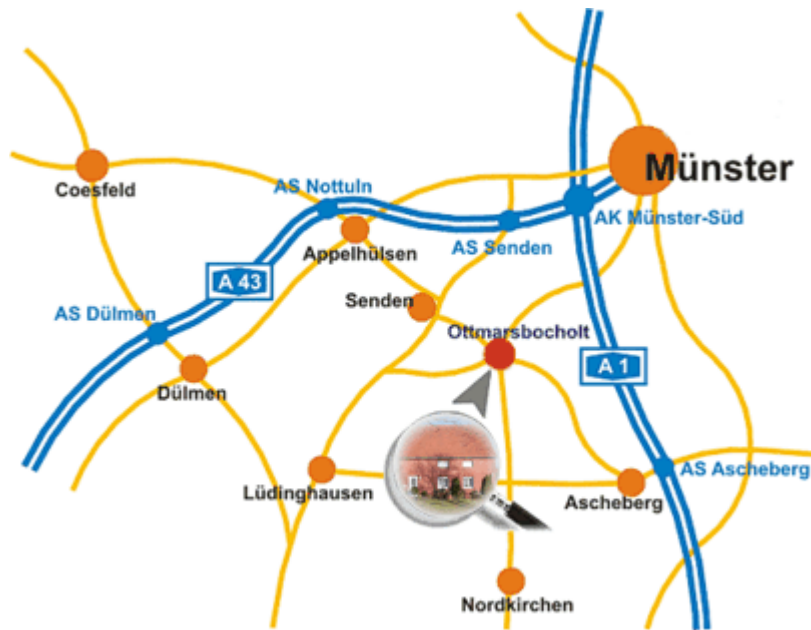 Münster
Coesfeld
AS Nottuln
AK Münster-Süd
Appelhülsen
AS Senden
A 43
Senden
AS Dülmen
Ottmarsbocholt
A 1
Dülmen
AS Ascheberg
Lüdinghausen
Ascheberg
Nordkirchen